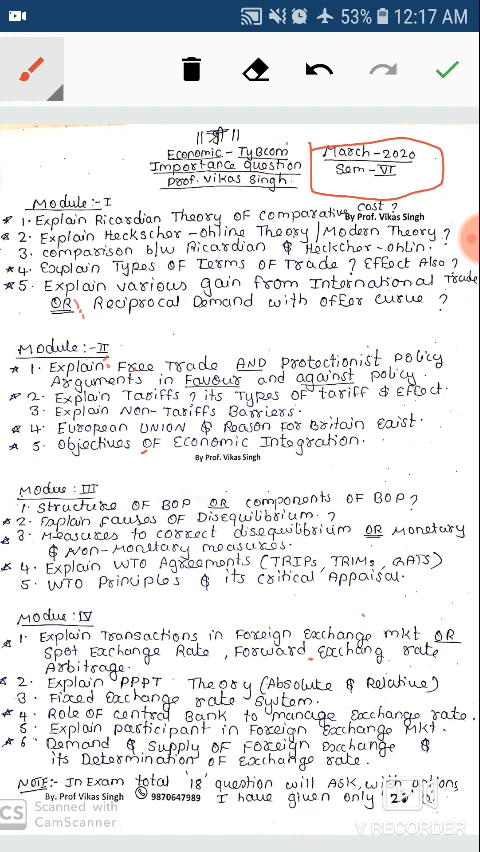 53% 12:17 AM
|| श्री ||
Economic - TyBcom
Importance question
Prof. Vikas Singh.
March - 2020
Sem - VI
Module :- I
1. Explain Ricardian Theory of comparative cost ?
By Prof. Vikas Singh
2. Explain Heckscher - ohline Theory / Modern Theory ?
3. comparison b/w Ricardian & Heckcher - ohlin.
4. Explain Types of Terms of Trade ? Effect Also ?
5. Explain various gain from International Trade
OR Reciprocal Demand with offer curve ?
Module :- II
1. Explain : Free Trade AND Protectionist policy
Arguments in Favour and against policy.
2. Explain Tariffs ? its Types of tariff & Effect.
3. Explain Non-Tariffs Barriers.
4. European UNION & Reason For Britain Exist.
5. Objectives OF Economic Integration.
By Prof. Vikas Singh
Modue : III
1. Structure OF BOP OR components OF BOP ?
2. Explain causes OF Disequilibrium. ?
3. Measures to correct disequilibrium OR Monetary
& Non-Monetary measures.
4. Explain WTO Agreements (TRIPs, TRIMs, GATS)
5. WTO Principles & its Critical Appaisal.
Modue : IV
1. Explain Transactions in Foreign Exchange mkt OR
Spot Exchange Rate , Forward Exchang rate
Arbitrage.
2. Explain PPPT Theory (Absolute & Relative)
3. Fixed Exchange rate System.
4. Role OF central Bank to manage Exchange rate.
5. Explain participant in Foreign Exchange Mkt.
6. Demand & Supply OF Foreign Exchange &
its Determination OF Exchange rate.
NOTE :- In Exam total '18' question will ASK, with options
By. Prof Vikas Singh 9870647989 I have given only
CS Scanned with
CamScanner
V RECORDER